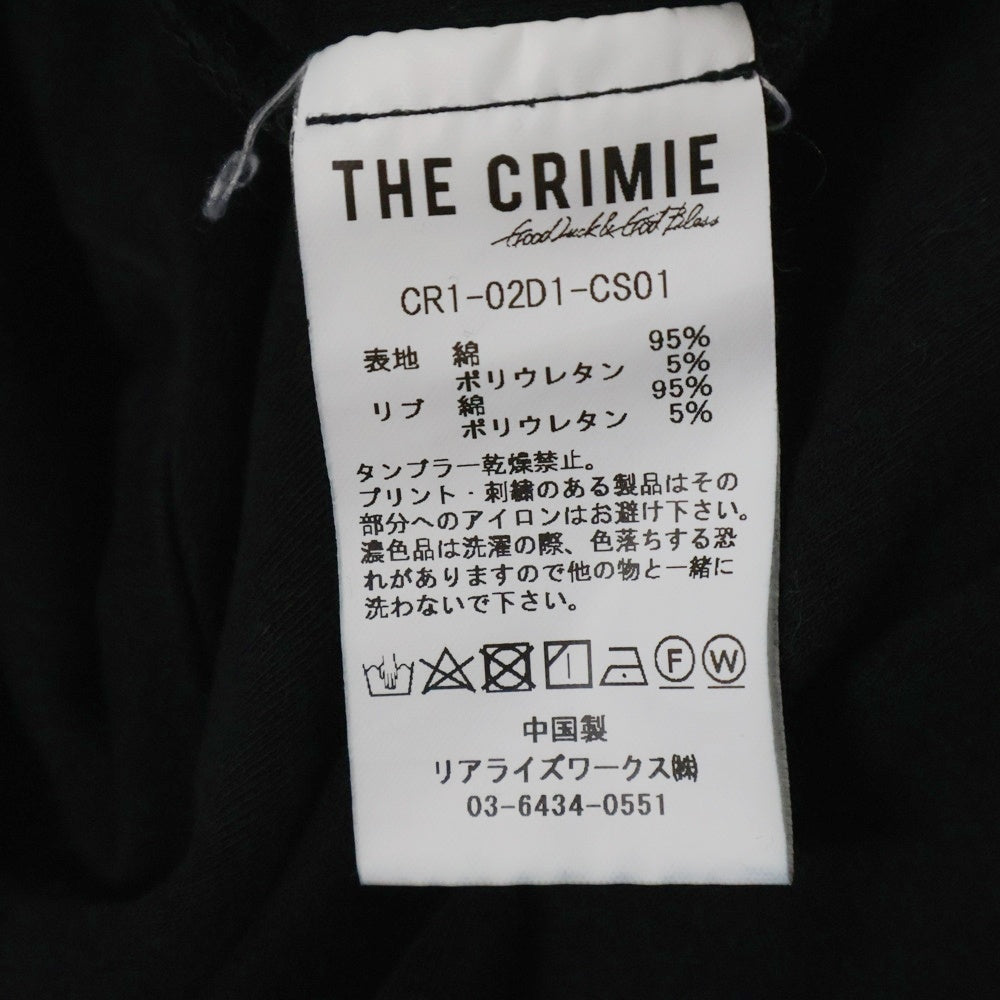 THE CRIMIE
Good Luck & God Bless
CR1-02D1-CS01
表地 綿 95%
ポリウレタン 5%
リブ 綿 95%
ポリウレタン 5%
タンブラー乾燥禁止。
プリント・刺繍のある製品はその
部分へのアイロンはお避け下さい。
濃色品は洗濯の際、色落ちする恐
れがありますので他の物と一緒に
洗わないで下さい。
F W
中国製
リアライズワークス㈱
03-6434-0551